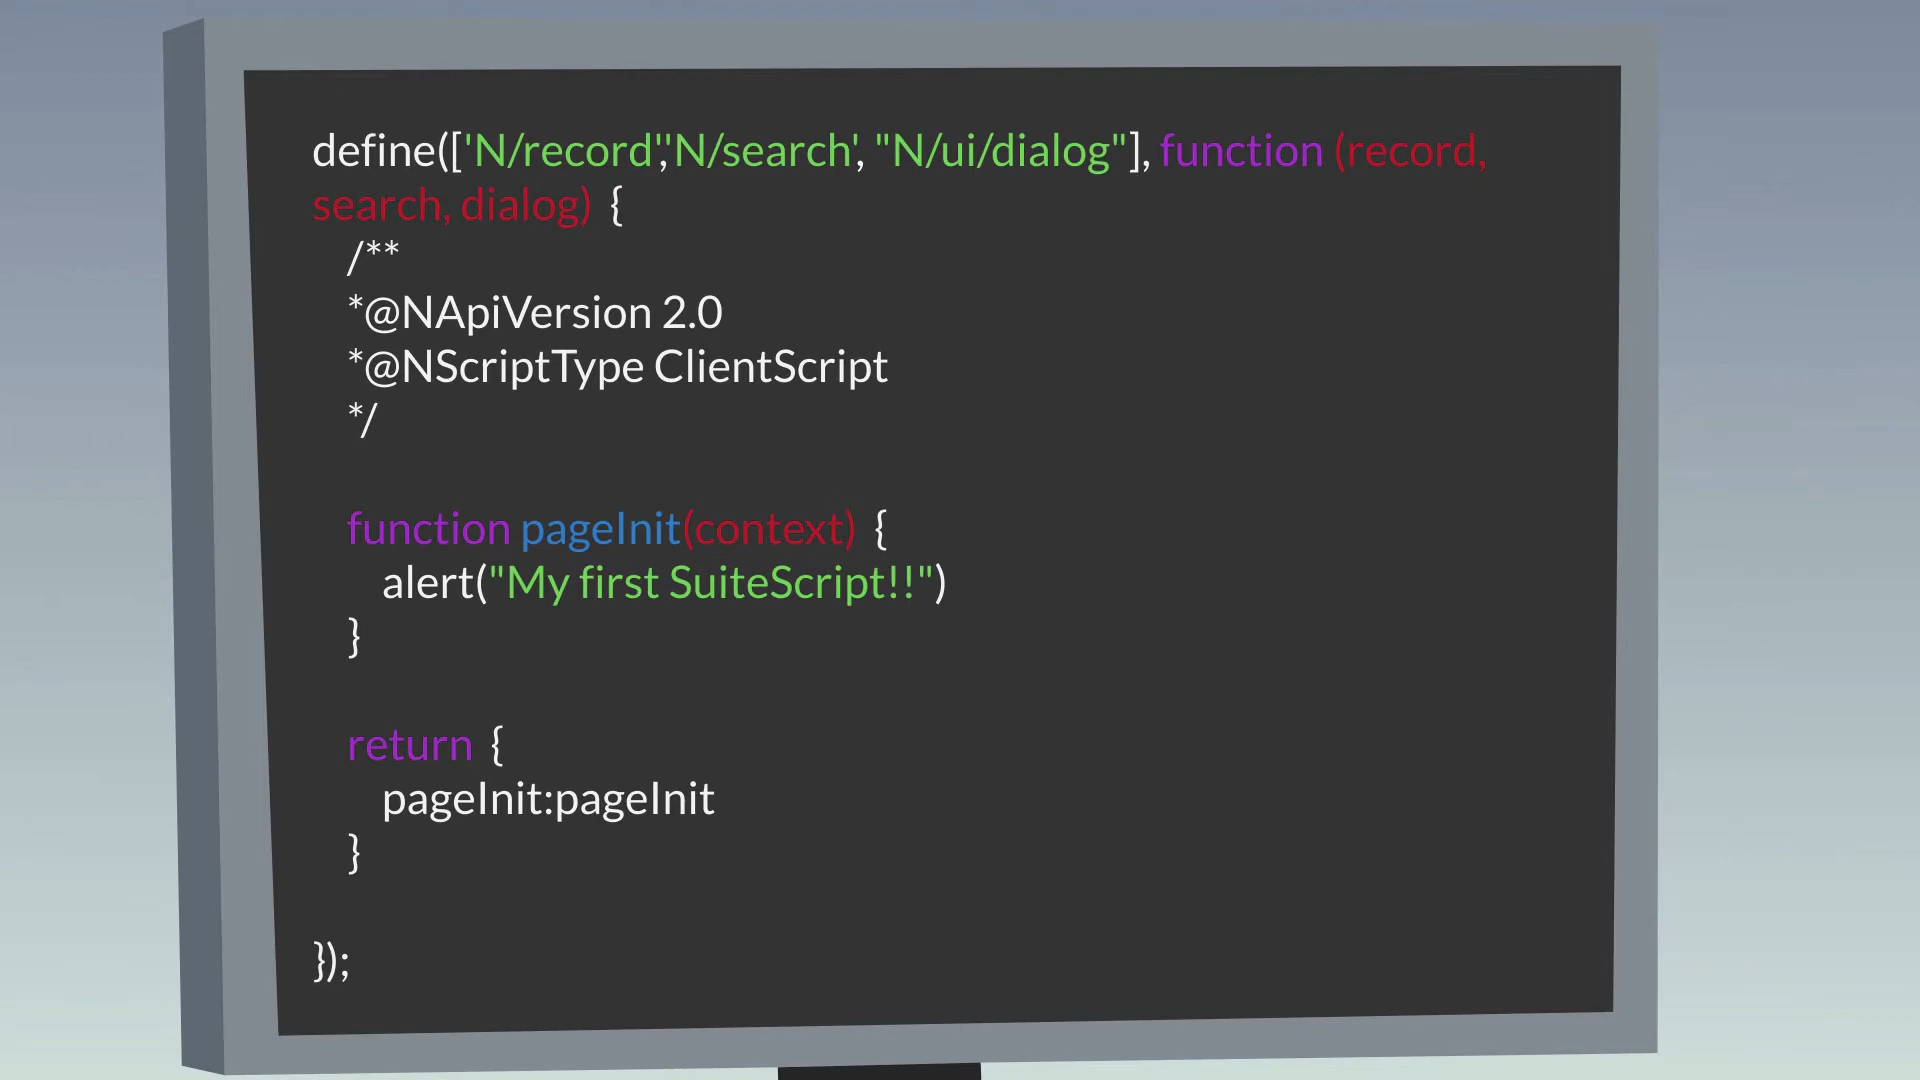 define(['N/record','N/search', "N/ui/dialog"], function (record,
search, dialog) {
/**
*@NApiVersion 2.0
*@NScriptType ClientScript
*/
function pageInit(context) {
alert("My first SuiteScript!!")
}
return {
pageInit:pageInit
}
});